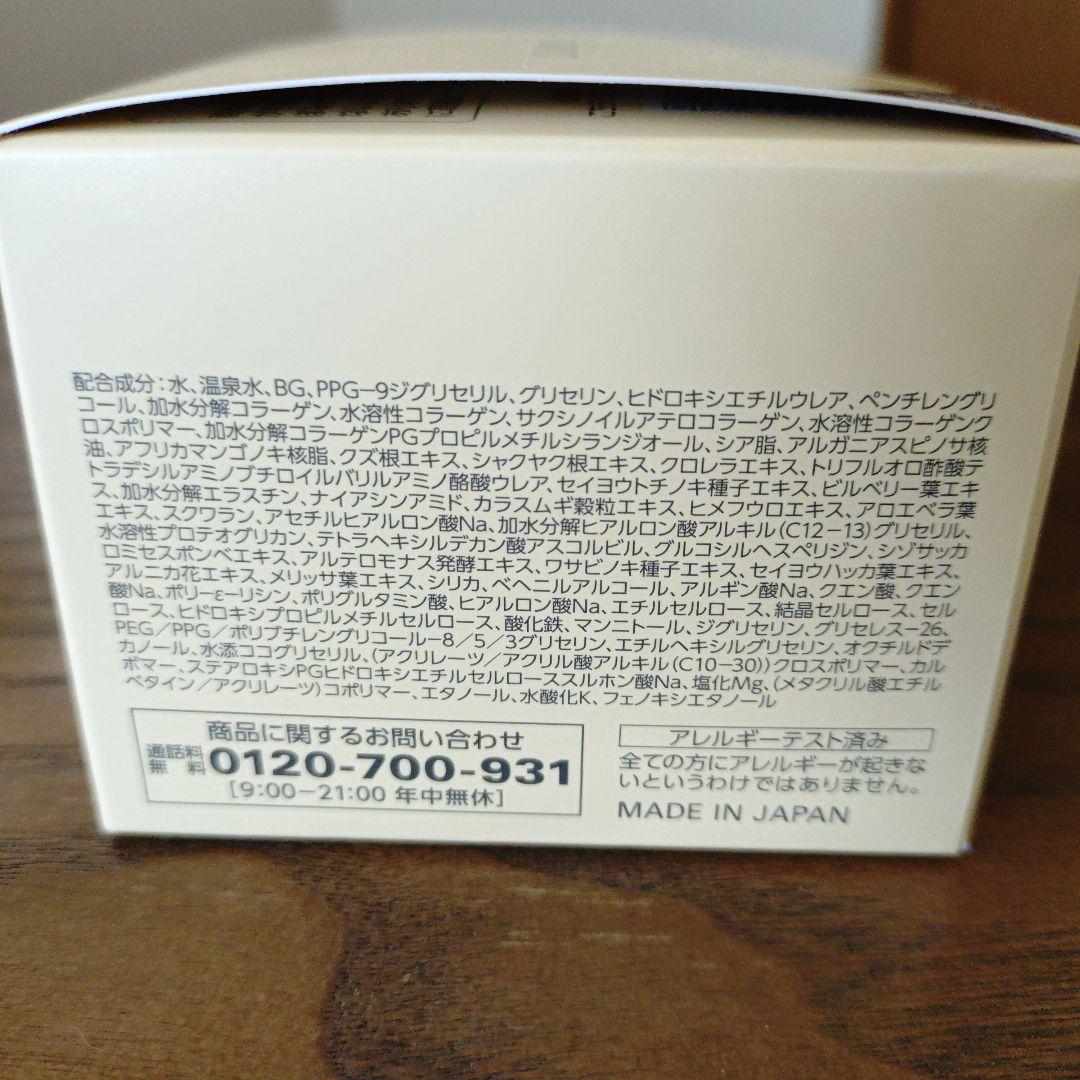 配合成分：水、温泉水、BG、PPG－9ジグリセリル、グリセリン、ヒドロキシエチルウレア、ペンチレングリ
コール、加水分解コラーゲン、水溶性コラーゲン、サクシノイルアテロコラーゲン、水溶性コラーゲンク
ロスポリマー、加水分解コラーゲンPGプロピルメチルシランジオール、シア脂、アルガニアスピノサ核
油、アフリカマンゴノキ核脂、クズ根エキス、シャクヤク根エキス、クロレラエキス、トリフルオロ酢酸テ
トラデシルアミノブチロイルバリルアミノ酪酸ウレア、セイヨウトチノキ種子エキス、ビルベリー葉エキ
ス、加水分解エラスチン、ナイアシンアミド、カラスムギ穀粒エキス、ヒメフウロエキス、アロエベラ葉
エキス、スクワラン、アセチルヒアルロン酸Na、加水分解ヒアルロン酸アルキル（C12－13）グリセリル、
水溶性プロテオグリカン、テトラヘキシルデカン酸アスコルビル、グルコシルヘスペリジン、シゾサッカ
ロミセスポンベエキス、アルテロモナス発酵エキス、ワサビノキ種子エキス、セイヨウハッカ葉エキス、
アルニカ花エキス、メリッサ葉エキス、シリカ、ベヘニルアルコール、アルギン酸Na、クエン酸、クエン
酸Na、ポリーε－リシン、ポリグルタミン酸、ヒアルロン酸Na、エチルセルロース、結晶セルロース、セル
ロース、ヒドロキシプロピルメチルセルロース、酸化鉄、マンニトール、ジグリセリン、グリセレス－26、
PEG／PPG／ポリブチレングリコール－8／5／3グリセリン、エチルヘキシルグリセリン、オクチルドデ
カノール、水添ココグリセリル、（アクリレーツ／アクリル酸アルキル（C10－30））クロスポリマー、カル
ボマー、ステアロキシPGヒドロキシエチルセルローススルホン酸Na、塩化Mg、（メタクリル酸エチル
ベタイン／アクリレーツ）コポリマー、エタノール、水酸化K、フェノキシエタノール
商品に関するお問い合わせ
通話料
無料 0120-700-931
［9:00－21:00 年中無休］
アレルギーテスト済み
全ての方にアレルギーが起きな
いというわけではありません。
MADE IN JAPAN